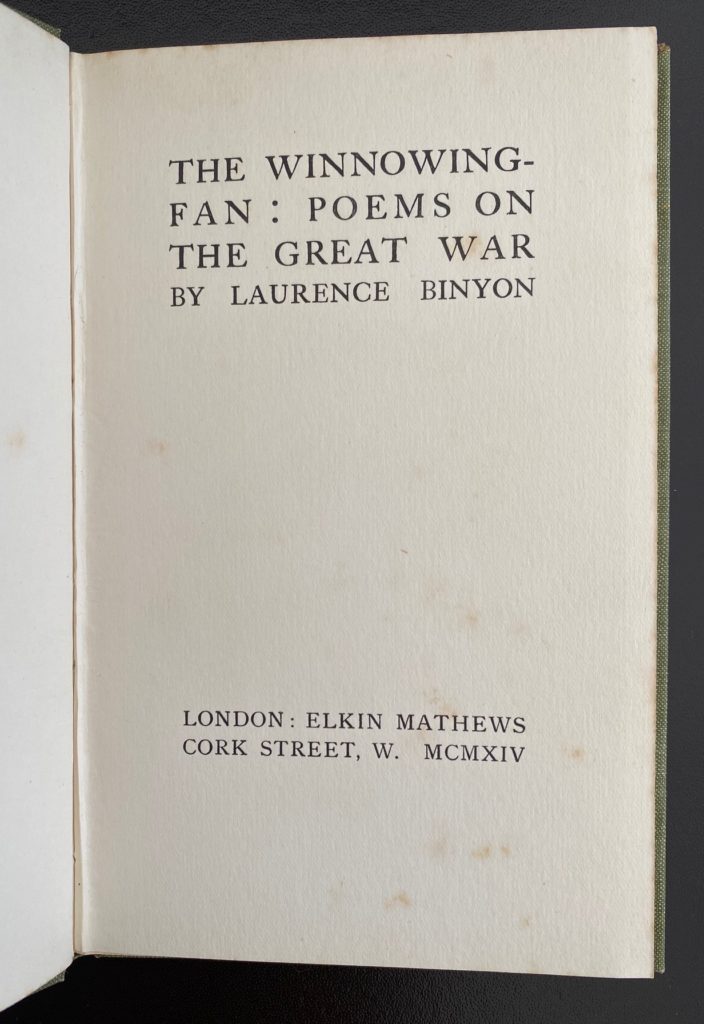 THE WINNOWING-
FAN : POEMS ON
THE GREAT WAR
BY LAURENCE BINYON
LONDON : ELKIN MATHEWS
CORK STREET, W. MCMXIV